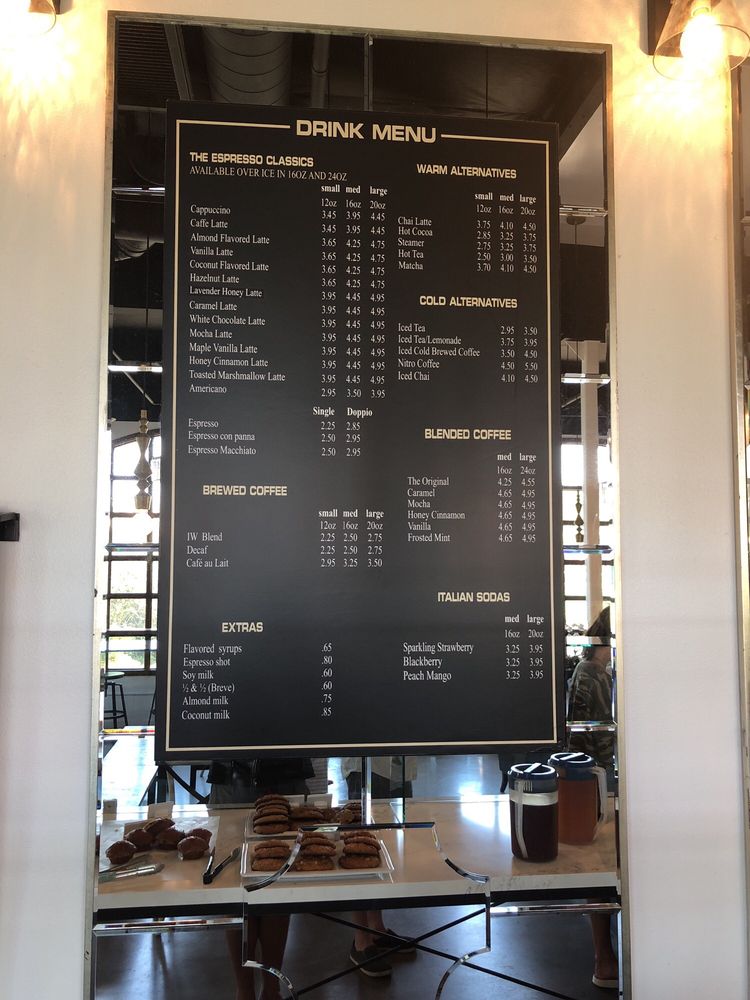 DRINK MENU
THE ESPRESSO CLASSICS
AVAILABLE OVER ICE IN 16OZ AND 24OZ
small med large
12oz 16oz 20oz
Cappuccino 3.45 3.95 4.45
Caffe Latte 3.45 3.95 4.45
Almond Flavored Latte 3.65 4.25 4.75
Vanilla Latte 3.65 4.25 4.75
Coconut Flavored Latte 3.65 4.25 4.75
Hazelnut Latte 3.65 4.25 4.75
Lavender Honey Latte 3.95 4.45 4.95
Caramel Latte 3.95 4.45 4.95
White Chocolate Latte 3.95 4.45 4.95
Mocha Latte 3.95 4.45 4.95
Maple Vanilla Latte 3.95 4.45 4.95
Honey Cinnamon Latte 3.95 4.45 4.95
Toasted Marshmallow Latte 3.95 4.45 4.95
Americano 2.95 3.50 3.95
Single Doppio
Espresso 2.25 2.85
Espresso con panna 2.50 2.95
Espresso Macchiato 2.50 2.95
BREWED COFFEE
small med large
12oz 16oz 20oz
IW Blend 2.25 2.50 2.75
Decaf 2.25 2.50 2.75
Café au Lait 2.95 3.25 3.50
EXTRAS
Flavored syrups .65
Espresso shot .80
Soy milk .60
½ & ½ (Breve) .60
Almond milk .75
Coconut milk .85
WARM ALTERNATIVES
small med large
12oz 16oz 20oz
Chai Latte 3.75 4.10 4.50
Hot Cocoa 2.85 3.25 3.75
Steamer 2.75 3.25 3.75
Hot Tea 2.50 3.00 3.50
Matcha 3.70 4.10 4.50
COLD ALTERNATIVES
Iced Tea 2.95 3.50
Iced Tea/Lemonade 3.75 3.95
Iced Cold Brewed Coffee 3.50 4.50
Nitro Coffee 4.50 5.50
Iced Chai 4.10 4.50
BLENDED COFFEE
med large
16oz 24oz
The Original 4.25 4.55
Caramel 4.65 4.95
Mocha 4.65 4.95
Honey Cinnamon 4.65 4.95
Vanilla 4.65 4.95
Frosted Mint 4.65 4.95
ITALIAN SODAS
med large
16oz 20oz
Sparkling Strawberry 3.25 3.95
Blackberry 3.25 3.95
Peach Mango 3.25 3.95